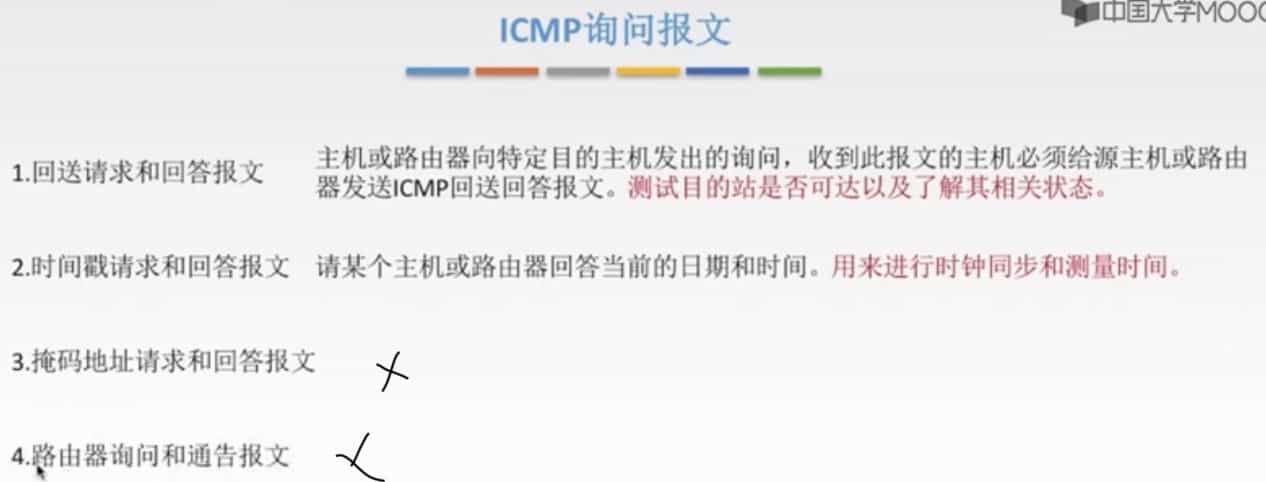 中国大学MOOC
ICMP询问报文
1.回送请求和回答报文
主机或路由器向特定目的主机发出的询问，收到此报文的主机必须给源主机或路由
器发送ICMP回送回答报文。测试目的站是否可达以及了解其相关状态。
2.时间戳请求和回答报文
请某个主机或路由器回答当前的日期和时间。用来进行时钟同步和测量时间。
3.掩码地址请求和回答报文
4.路由器询问和通告报文